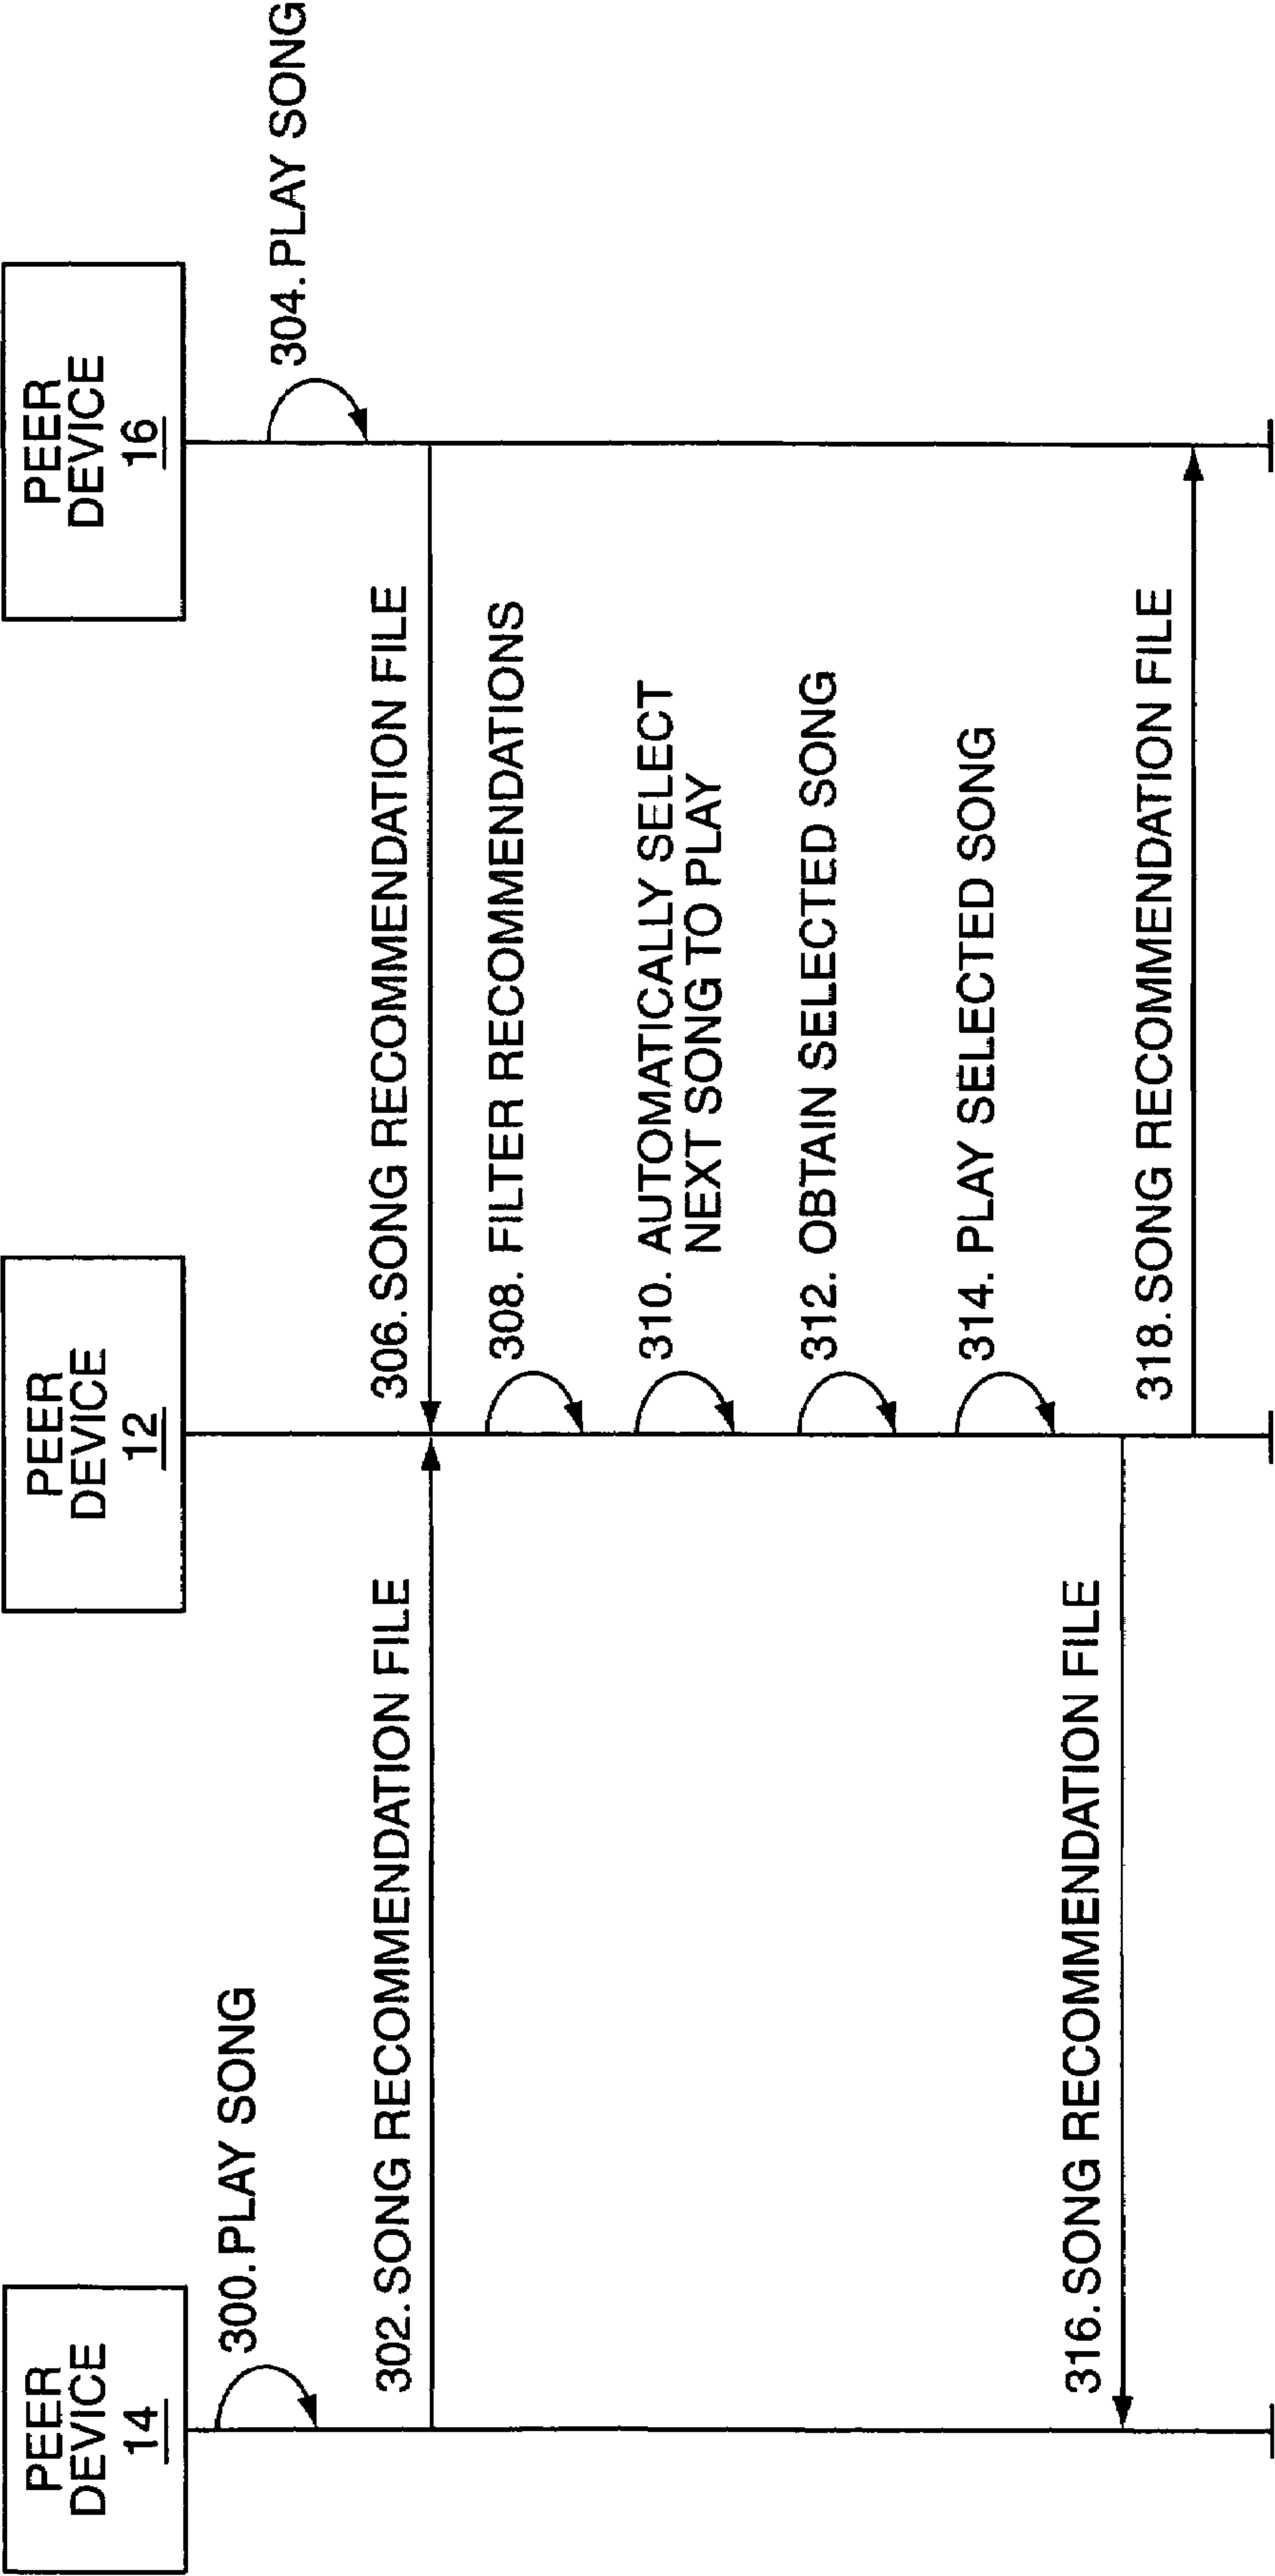 PEER
DEVICE
14
PEER
DEVICE
12
PEER
DEVICE
16
300. PLAY SONG
304. PLAY SONG
302. SONG RECOMMENDATION FILE
306. SONG RECOMMENDATION FILE
308. FILTER RECOMMENDATIONS
310. AUTOMATICALLY SELECT
NEXT SONG TO PLAY
312. OBTAIN SELECTED SONG
314. PLAY SELECTED SONG
316. SONG RECOMMENDATION FILE
318. SONG RECOMMENDATION FILE